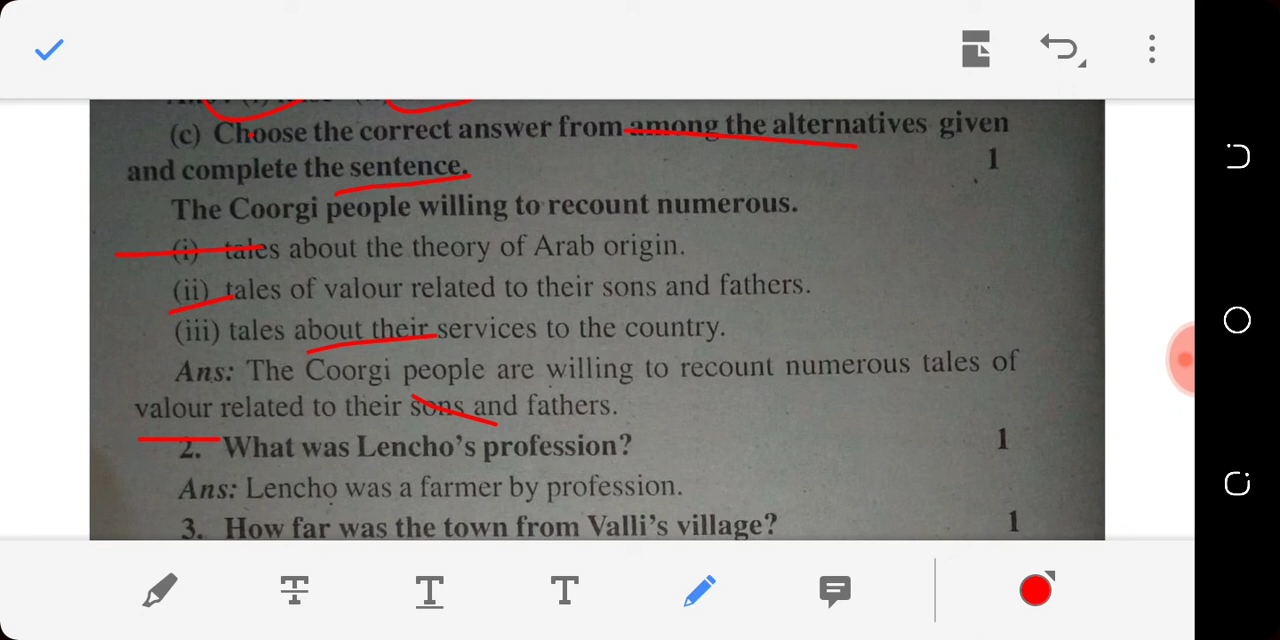 (c) Choose the correct answer from among the alternatives given
and complete the sentence. 1
The Coorgi people willing to recount numerous.
(i) tales about the theory of Arab origin.
(ii) tales of valour related to their sons and fathers.
(iii) tales about their services to the country.
Ans: The Coorgi people are willing to recount numerous tales of
valour related to their sons and fathers.
2. What was Lencho's profession? 1
Ans: Lencho was a farmer by profession.
3. How far was the town from Valli's village? 1